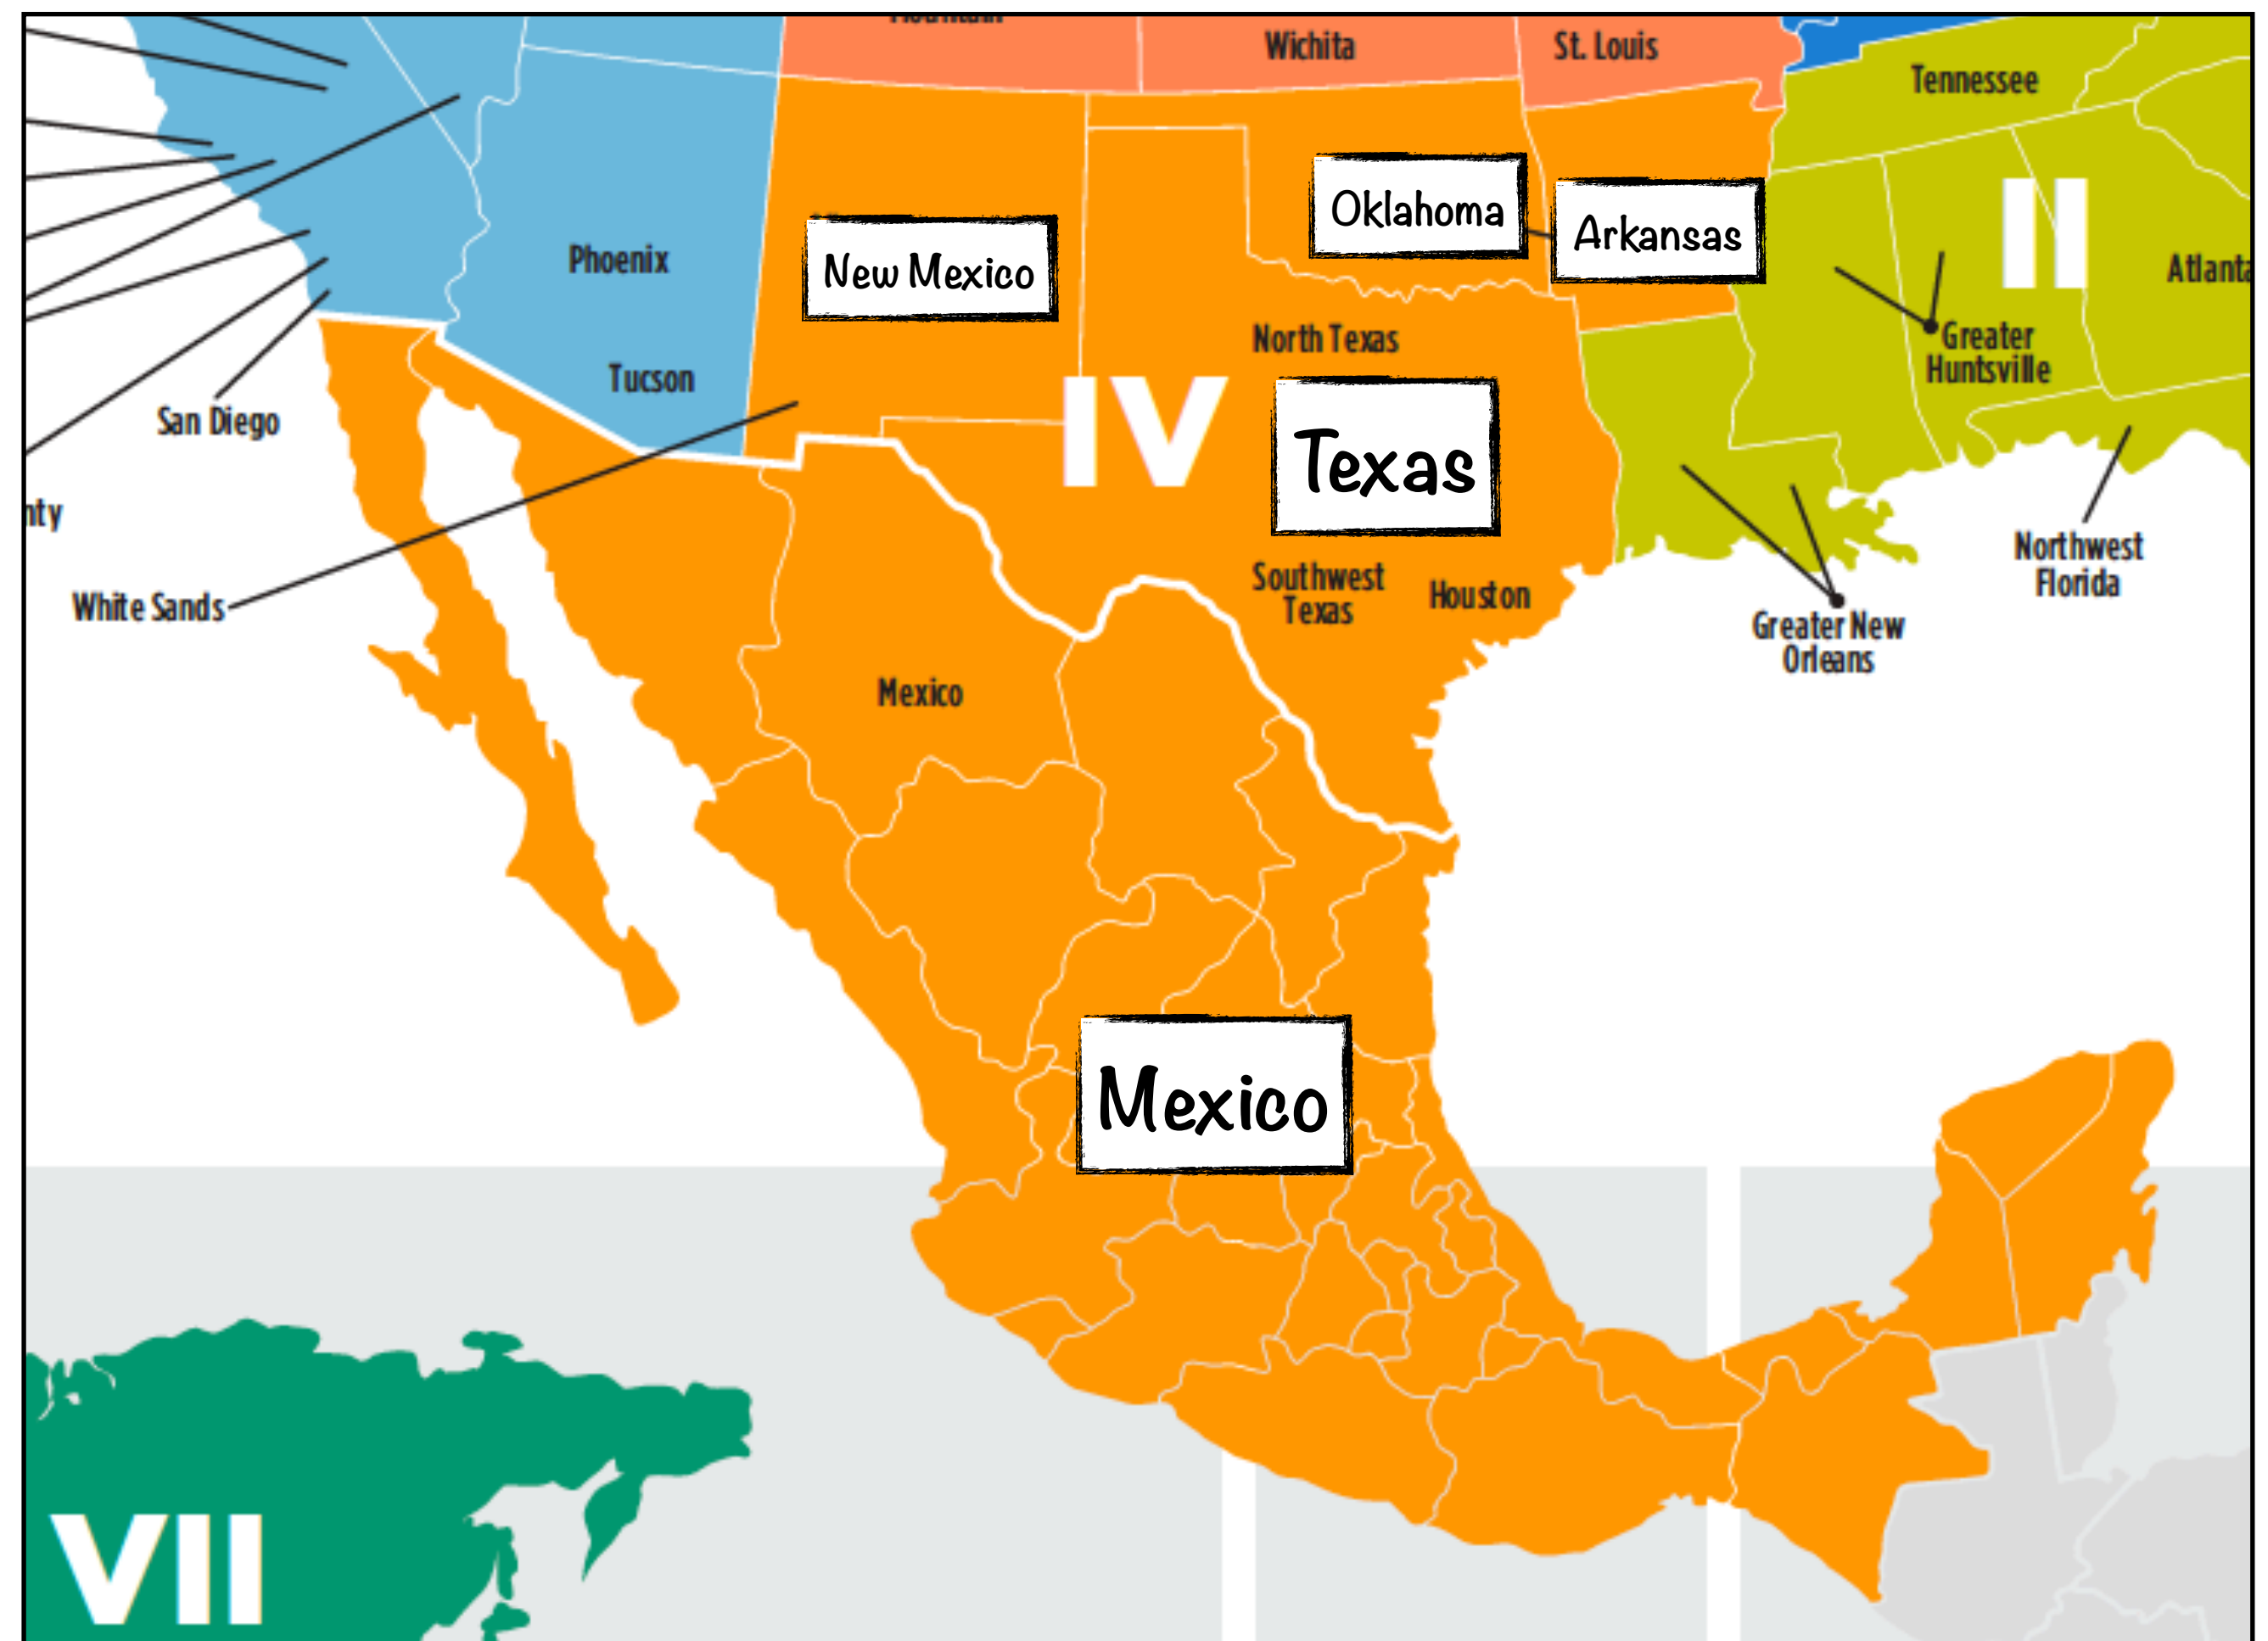 Wichita
St. Louis
Tennessee
Oklahoma
Arkansas
II
New Mexico
Phoenix
Atlanta
North Texas
Greater
Huntsville
Tucson
San Diego
IV
Texas
nty
Northwest
Florida
Southwest
Texas
Houston
White Sands
Greater New
Orleans
Mexico
Mexico
VII